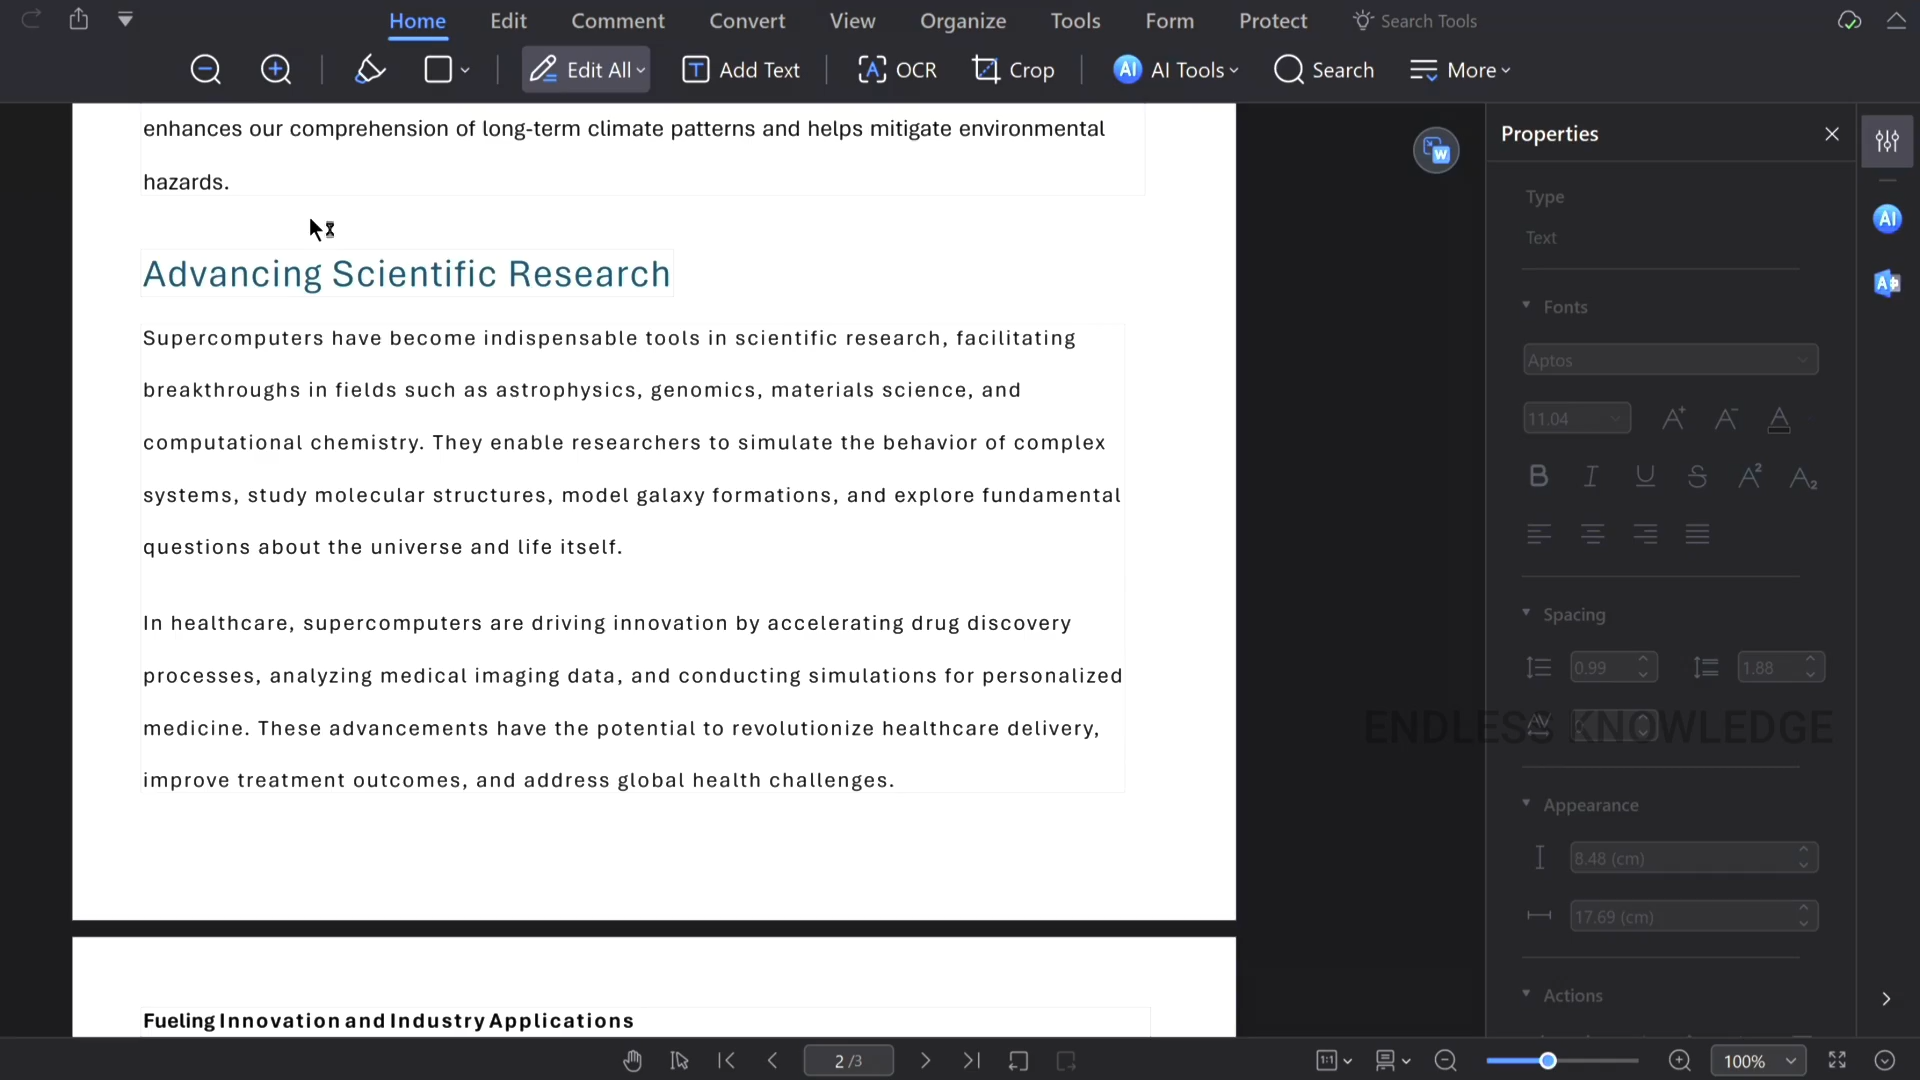 Home Edit Comment Convert View Organize Tools Form Protect Search Tools
Edit All Add Text OCR Crop AI AI Tools Search More
enhances our comprehension of long-term climate patterns and helps mitigate environmental
hazards.
Advancing Scientific Research
Supercomputers have become indispensable tools in scientific research, facilitating
breakthroughs in fields such as astrophysics, genomics, materials science, and
computational chemistry. They enable researchers to simulate the behavior of complex
systems, study molecular structures, model galaxy formations, and explore fundamental
questions about the universe and life itself.
In healthcare, supercomputers are driving innovation by accelerating drug discovery
processes, analyzing medical imaging data, and conducting simulations for personalized
medicine. These advancements have the potential to revolutionize healthcare delivery,
improve treatment outcomes, and address global health challenges.
Fueling Innovation and Industry Applications
Properties
Type
Text
Fonts
Aptos
11.04
Spacing
0.99 1.88
ENDLESS KNOWLEDGE
Appearance
8.48 (cm)
17.69 (cm)
Actions
AI
2 /3
1:1
100%